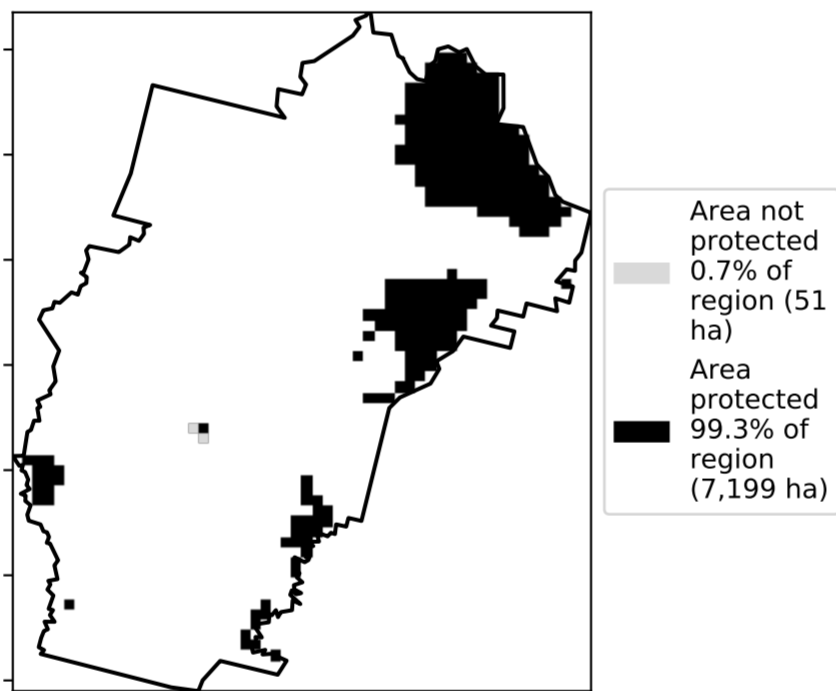 Area not
protected
0.7% of
region (51
ha)
Area
protected
99.3% of
region
(7,199 ha)